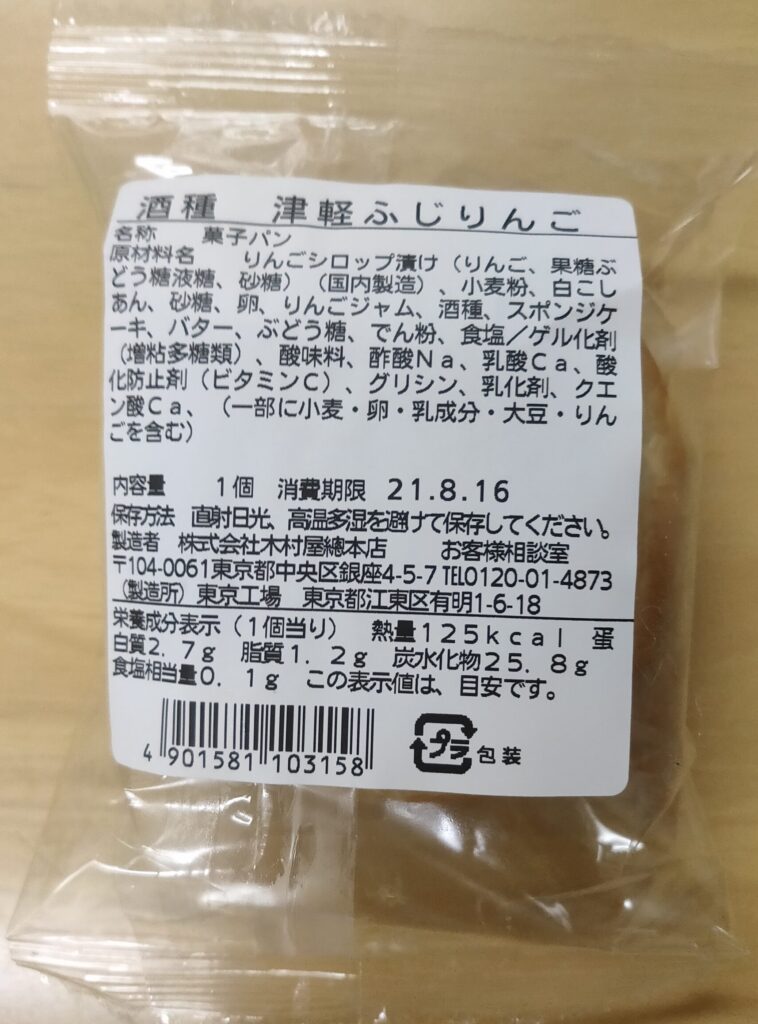 酒種　津軽ふじりんご
名称　菓子パン
原材料名　りんごシロップ漬け（りんご、果糖ぶ
どう糖液糖、砂糖）（国内製造）、小麦粉、白こし
あん、砂糖、卵、りんごジャム、酒種、スポンジケ
ーキ、バター、ぶどう糖、でん粉、食塩／ゲル化剤
（増粘多糖類）、酸味料、酢酸Ｎａ、乳酸Ｃａ、酸
化防止剤（ビタミンＣ）、グリシン、乳化剤、クエ
ン酸Ｃａ、（一部に小麦・卵・乳成分・大豆・りん
ごを含む）
内容量　１個　消費期限　21.8.16
保存方法　直射日光、高温多湿を避けて保存してください。
製造者　株式会社木村屋總本店　お客様相談室
〒104-0061東京都中央区銀座4-5-7 TEL0120-01-4873
（製造所）東京工場　東京都江東区有明1-6-18
栄養成分表示（１個当り）　熱量１２５ｋｃａｌ　蛋
白質２．７ｇ　脂質１．２ｇ　炭水化物２５．８ｇ
食塩相当量０．１ｇ　この表示値は、目安です。
4 901581 103158
プラ 包装